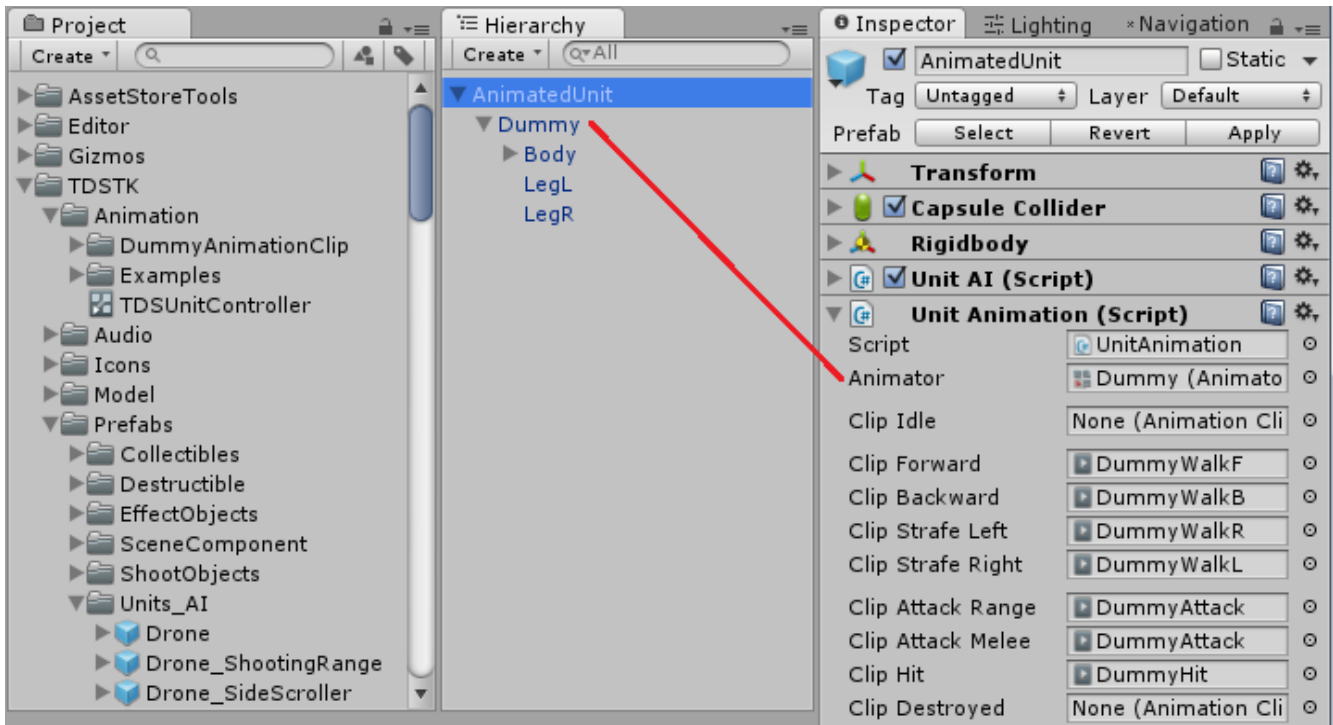 Project
Create
AssetStoreTools
Editor
Gizmos
TDSTK
Animation
DummyAnimationClip
Examples
TDSUnitController
Audio
Icons
Model
Prefabs
Collectibles
Destructible
EffectObjects
SceneComponent
ShootObjects
Units_AI
Drone
Drone_ShootingRange
Drone_SideScroller
Hierarchy
Create All
AnimatedUnit
Dummy
Body
LegL
LegR
Inspector Lighting Navigation
AnimatedUnit Static
Tag Untagged Layer Default
Prefab Select Revert Apply
Transform
Capsule Collider
Rigidbody
Unit AI (Script)
Unit Animation (Script)
Script UnitAnimation
Animator Dummy (Animato
Clip Idle None (Animation Cli
Clip Forward DummyWalkF
Clip Backward DummyWalkB
Clip Strafe Left DummyWalkR
Clip Strafe Right DummyWalkL
Clip Attack Range DummyAttack
Clip Attack Melee DummyAttack
Clip Hit DummyHit
Clip Destroyed None (Animation Cli